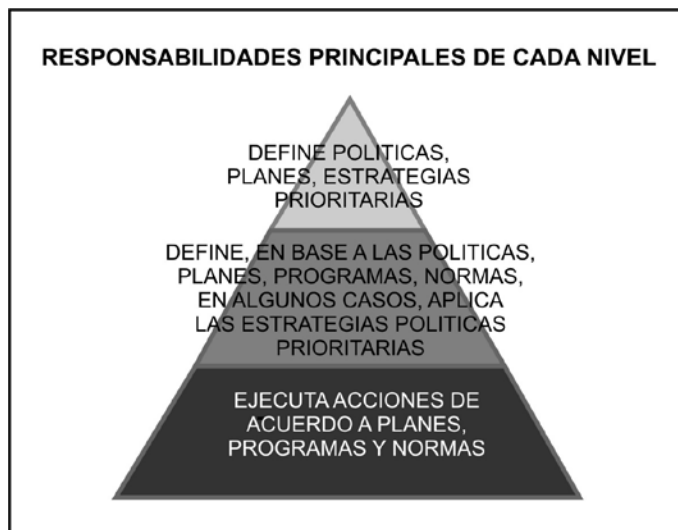 RESPONSABILIDADES PRINCIPALES DE CADA NIVEL
DEFINE POLITICAS,
PLANES, ESTRATEGIAS
PRIORITARIAS
DEFINE, EN BASE A LAS POLITICAS,
PLANES, PROGRAMAS, NORMAS,
EN ALGUNOS CASOS, APLICA
LAS ESTRATEGIAS POLITICAS
PRIORITARIAS
EJECUTA ACCIONES DE
ACUERDO A PLANES,
PROGRAMAS Y NORMAS